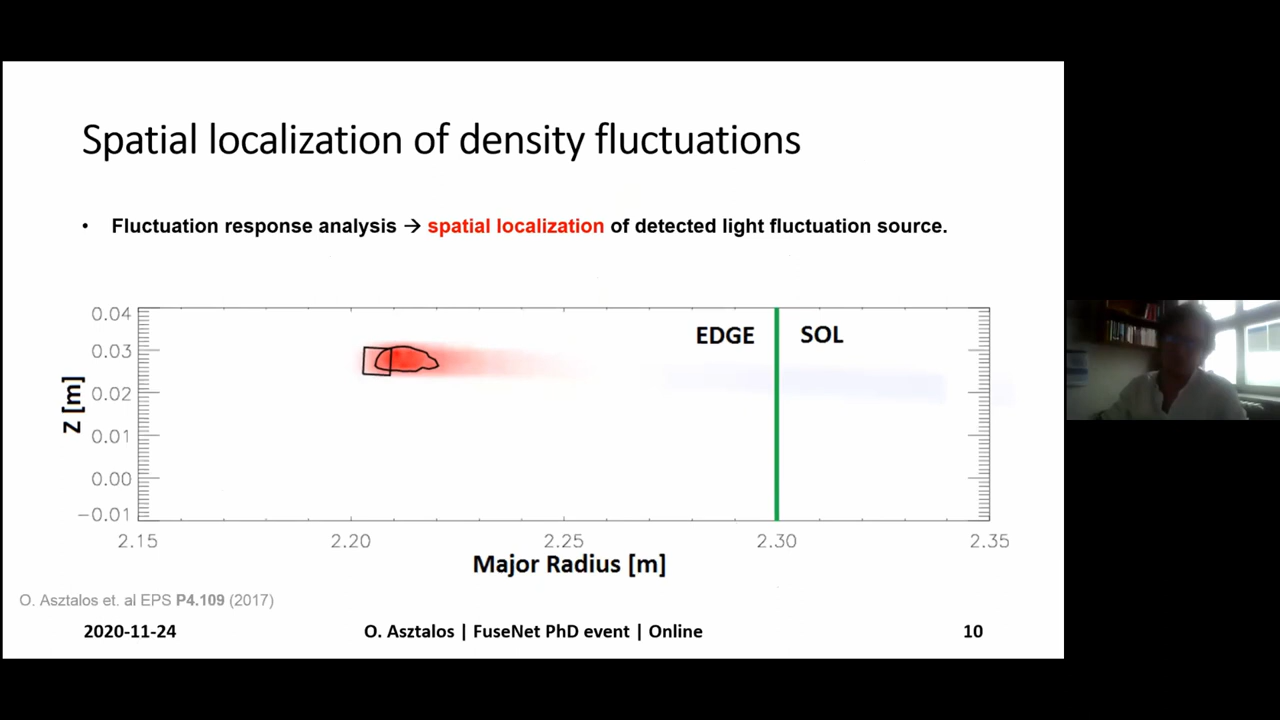 Spatial localization of density fluctuations
• Fluctuation response analysis → spatial localization of detected light fluctuation source.
0.04
0.03
0.02
0.01
0.00
−0.01
Z [m]
EDGE
SOL
2.15 2.20 2.25 2.30 2.35
Major Radius [m]
O. Asztalos et. al EPS P4.109 (2017)
2020-11-24 O. Asztalos | FuseNet PhD event | Online 10